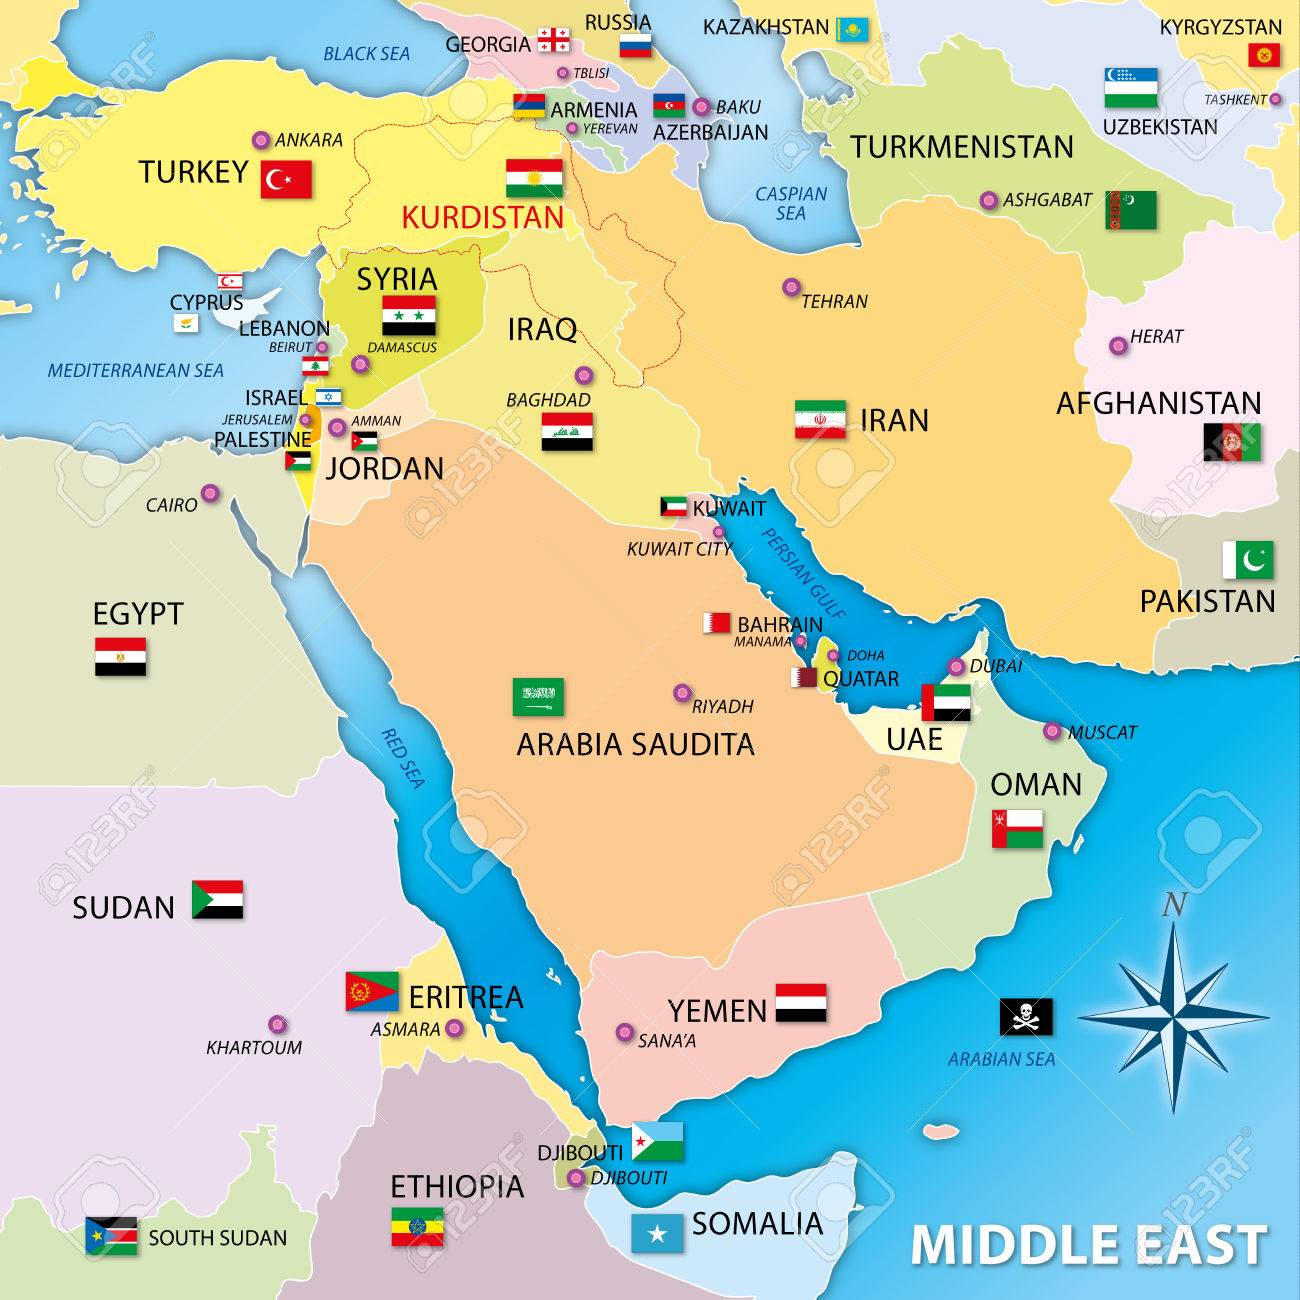 BLACK SEA
GEORGIA
RUSSIA
KAZAKHSTAN
KYRGYZSTAN
TBLISI
TASHKENT
ARMENIA
YEREVAN
BAKU
AZERBAIJAN
UZBEKISTAN
ANKARA
TURKEY
TURKMENISTAN
ASHGABAT
KURDISTAN
CASPIAN
SEA
SYRIA
TEHRAN
CYPRUS
LEBANON
BEIRUT
DAMASCUS
IRAQ
HERAT
MEDITERRANEAN SEA
ISRAEL
JERUSALEM
AMMAN
BAGHDAD
AFGHANISTAN
IRAN
PALESTINE
JORDAN
CAIRO
KUWAIT
KUWAIT CITY
PERSIAN GULF
EGYPT
PAKISTAN
BAHRAIN
MANAMA
DOHA
QUATAR
DUBAI
RIYADH
ARABIA SAUDITA
UAE
MUSCAT
RED SEA
OMAN
SUDAN
N
ERITREA
ASMARA
KHARTOUM
YEMEN
SANA'A
ARABIAN SEA
DJIBOUTI
DJIBOUTI
ETHIOPIA
SOMALIA
SOUTH SUDAN
MIDDLE EAST
123RF